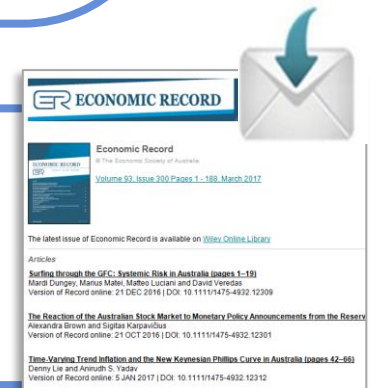 ER ECONOMIC RECORD
ECONOMIC RECORD
Economic Record
© The Economic Society of Australia
Volume 93, Issue 300 Pages 1 - 188, March 2017
The latest issue of Economic Record is available on Wiley Online Library
Articles
Surfing through the GFC: Systemic Risk in Australia (pages 1–19)
Mardi Dungey, Marius Matei, Matteo Luciani and David Veredas
Version of Record online: 21 DEC 2016 | DOI: 10.1111/1475-4932.12309
The Reaction of the Australian Stock Market to Monetary Policy Announcements from the Reserv
Alexandra Brown and Sigitas Karpavičius
Version of Record online: 21 OCT 2016 | DOI: 10.1111/1475-4932.12301
Time-Varying Trend Inflation and the New Keynesian Phillips Curve in Australia (pages 42–66)
Denny Lie and Anirudh S. Yadav
Version of Record online: 5 JAN 2017 | DOI: 10.1111/1475-4932.12312